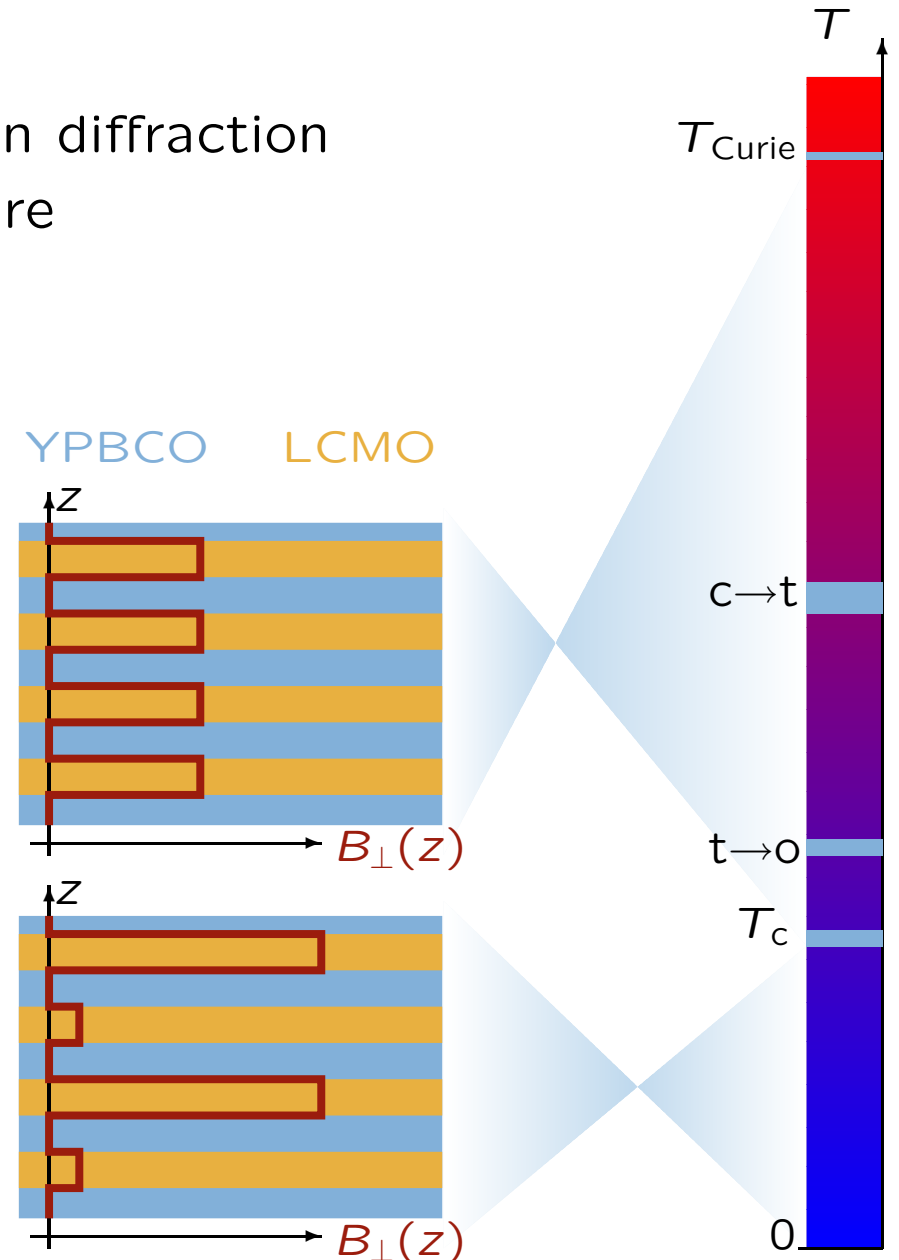 T
n diffraction
T_Curie
re
YPBCO LCMO
z
c→t
B⊥(z)
t→o
z
T_c
B⊥(z)
0